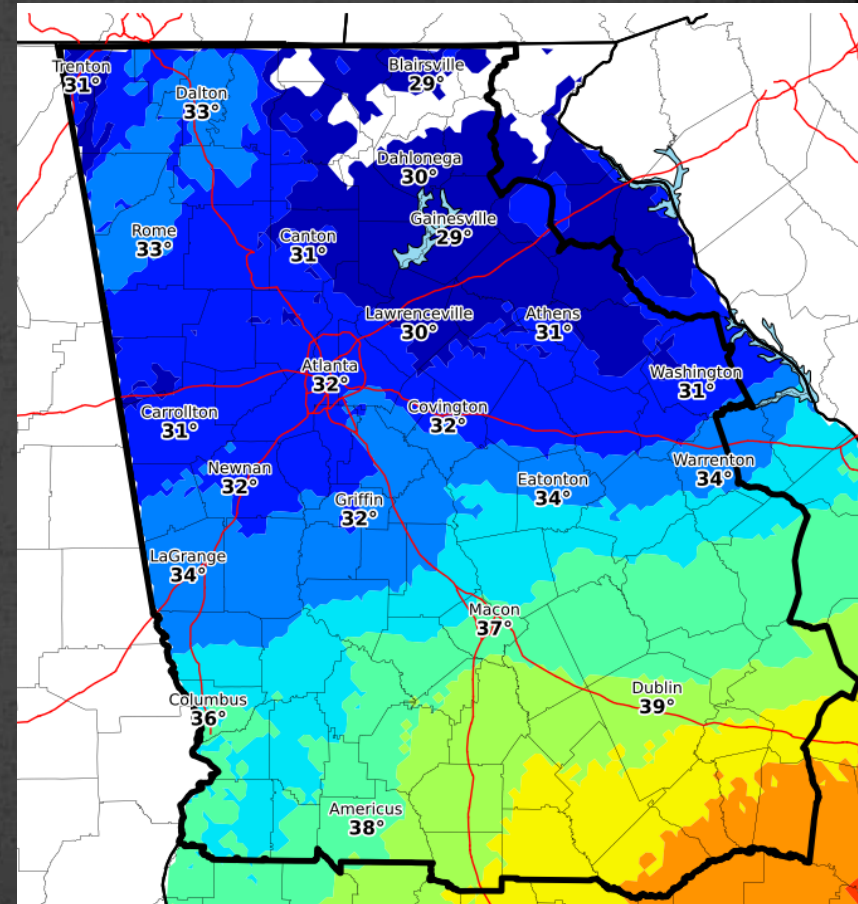 Trenton
31°
Blairsville
29°
Dalton
33°
Dahlonega
30°
Gainesville
29°
Rome
33°
Canton
31°
Lawrenceville
30°
Athens
31°
Atlanta
32°
Washington
31°
Carrollton
31°
Covington
32°
Newnan
32°
Warrenton
34°
Eatonton
34°
Griffin
32°
LaGrange
34°
Macon
37°
Columbus
36°
Dublin
39°
Americus
38°